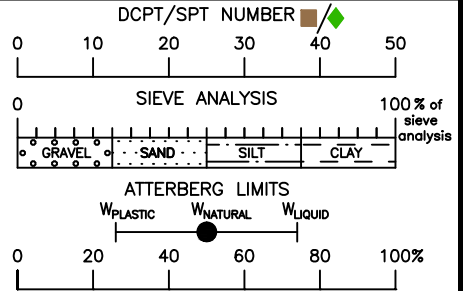 DCPT/SPT NUMBER /
0 10 20 30 40 50
SIEVE ANALYSIS
0 100% of
sieve
analysis
GRAVEL SAND SILT CLAY
ATTERBERG LIMITS
WPLASTIC WNATURAL WLIQUID
0 20 40 60 80 100%